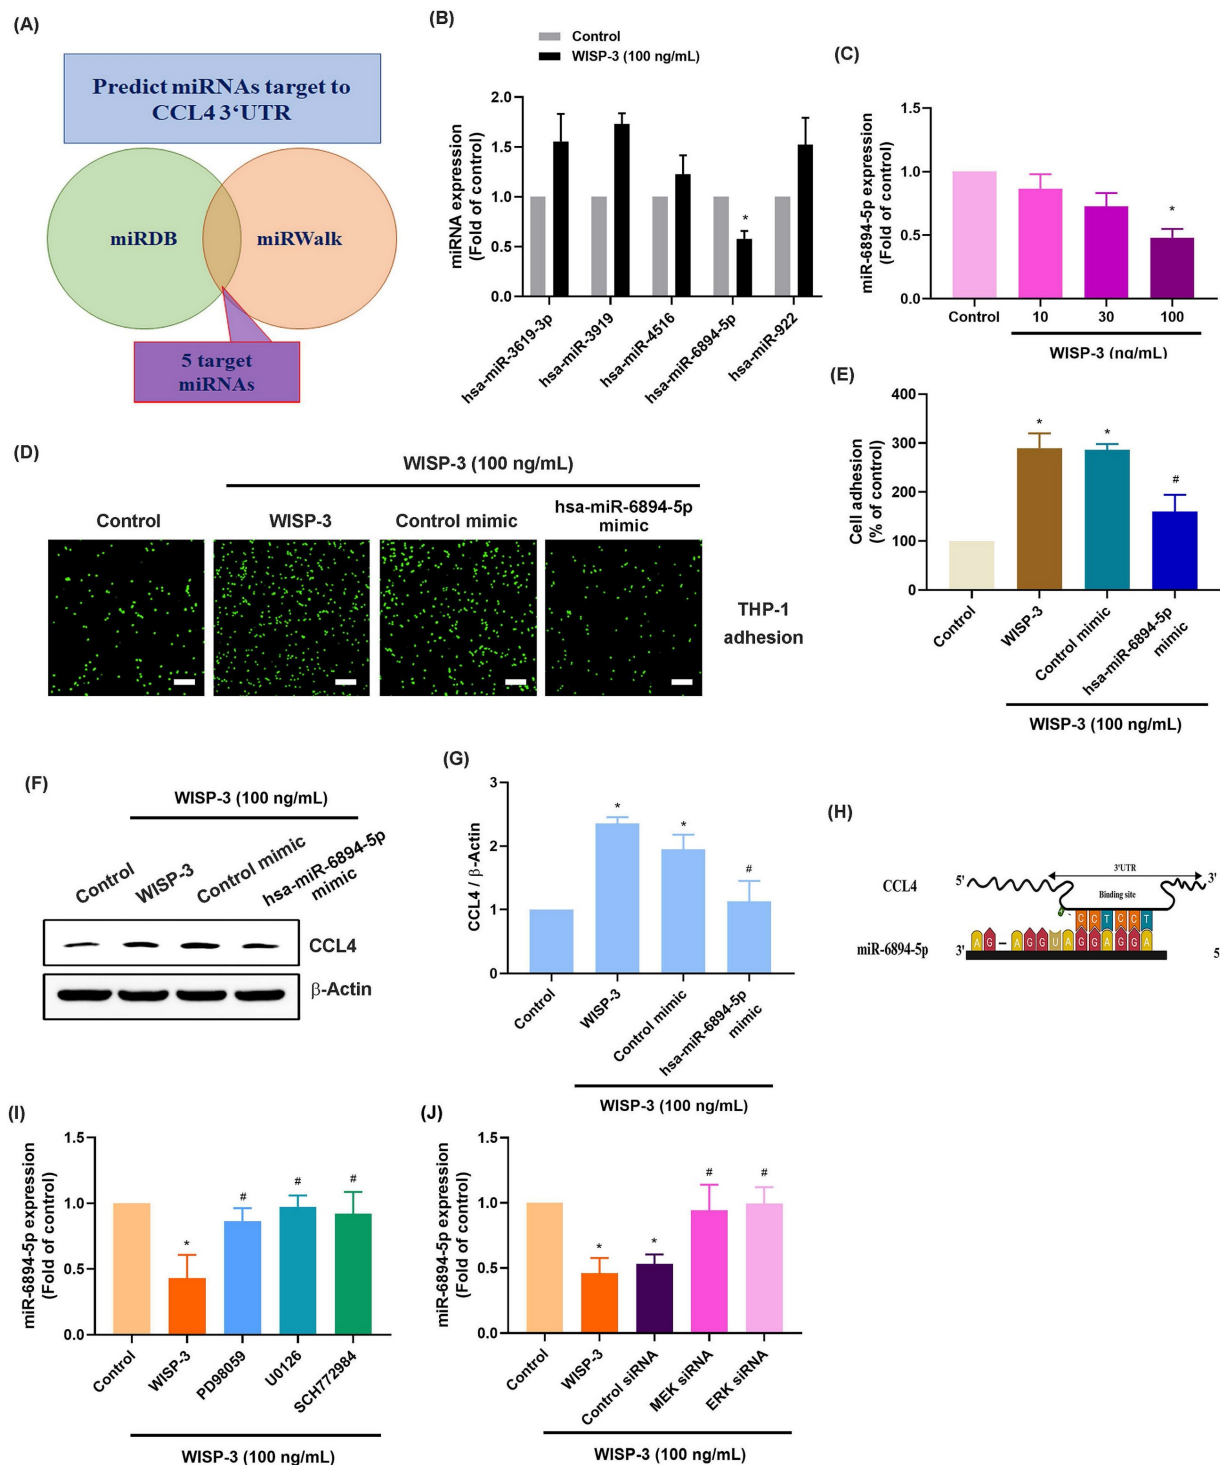 (A)
Predict miRNAs target to
CCL4 3‘UTR
miRDB
miRWalk
5 target
miRNAs
(B)
Control
WISP-3 (100 ng/mL)
miRNA expression
(Fold of control)
2.0
1.5
1.0
0.5
0.0
*
hsa-miR-3619-3p
hsa-miR-3919
hsa-miR-4516
hsa-miR-6894-5p
hsa-miR-922
(C)
miR-6894-5p expression
(Fold of control)
1.5
1.0
0.5
0.0
*
Control
10
30
100
WISP-3 (ng/mL)
(D)
WISP-3 (100 ng/mL)
Control
WISP-3
Control mimic
hsa-miR-6894-5p
mimic
THP-1
adhesion
(E)
Cell adhesion
(% of control)
400
300
200
100
0
*
*
#
Control
WISP-3
Control mimic
hsa-miR-6894-5p
mimic
WISP-3 (100 ng/mL)
(F)
WISP-3 (100 ng/mL)
Control
WISP-3
Control mimic
hsa-miR-6894-5p
mimic
CCL4
β-Actin
(G)
CCL4 / β-Actin
3
2
1
0
*
*
#
Control
WISP-3
Control mimic
hsa-miR-6894-5p
mimic
WISP-3 (100 ng/mL)
(H)
3'UTR
CCL4
5'
3'
Binding site
C C T C C T
miR-6894-5p
3'
A G – A G G U A G G A G G A
5
(I)
miR-6894-5p expression
(Fold of control)
1.5
1.0
0.5
0.0
*
#
#
#
Control
WISP-3
PD98059
U0126
SCH772984
WISP-3 (100 ng/mL)
(J)
miR-6894-5p expression
(Fold of control)
1.5
1.0
0.5
0.0
*
*
#
#
Control
WISP-3
Control siRNA
MEK siRNA
ERK siRNA
WISP-3 (100 ng/mL)